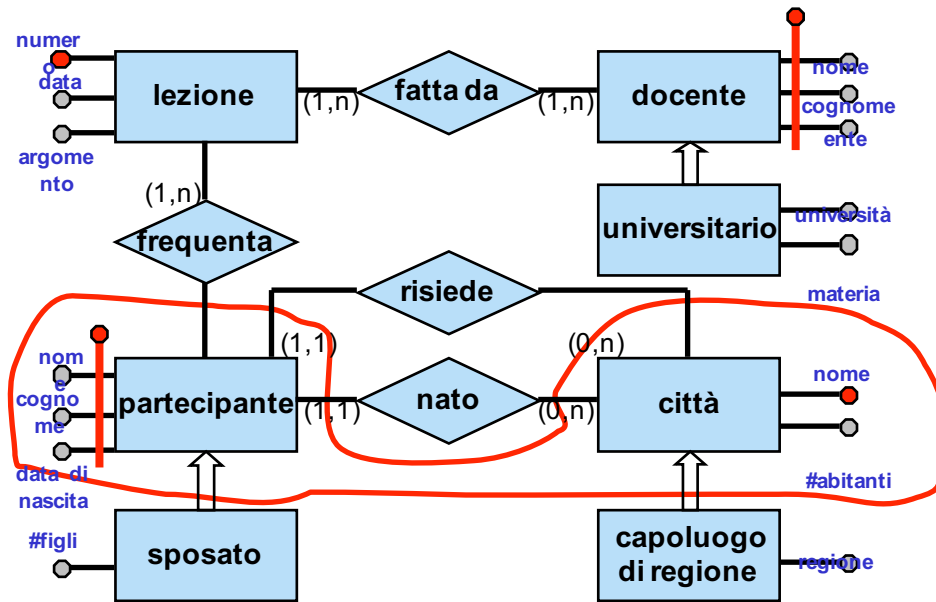 numer
o
data
argome
nto
lezione
(1,n)
fatta da
(1,n)
docente
nome
cognome
ente
(1,n)
frequenta
universitario
università
materia
risiede
(1,1)
(0,n)
nom
e
cogno
me
data di
nascita
partecipante
(1,1)
nato
(0,n)
città
nome
#abitanti
#figli
sposato
capoluogo
di regione
regione